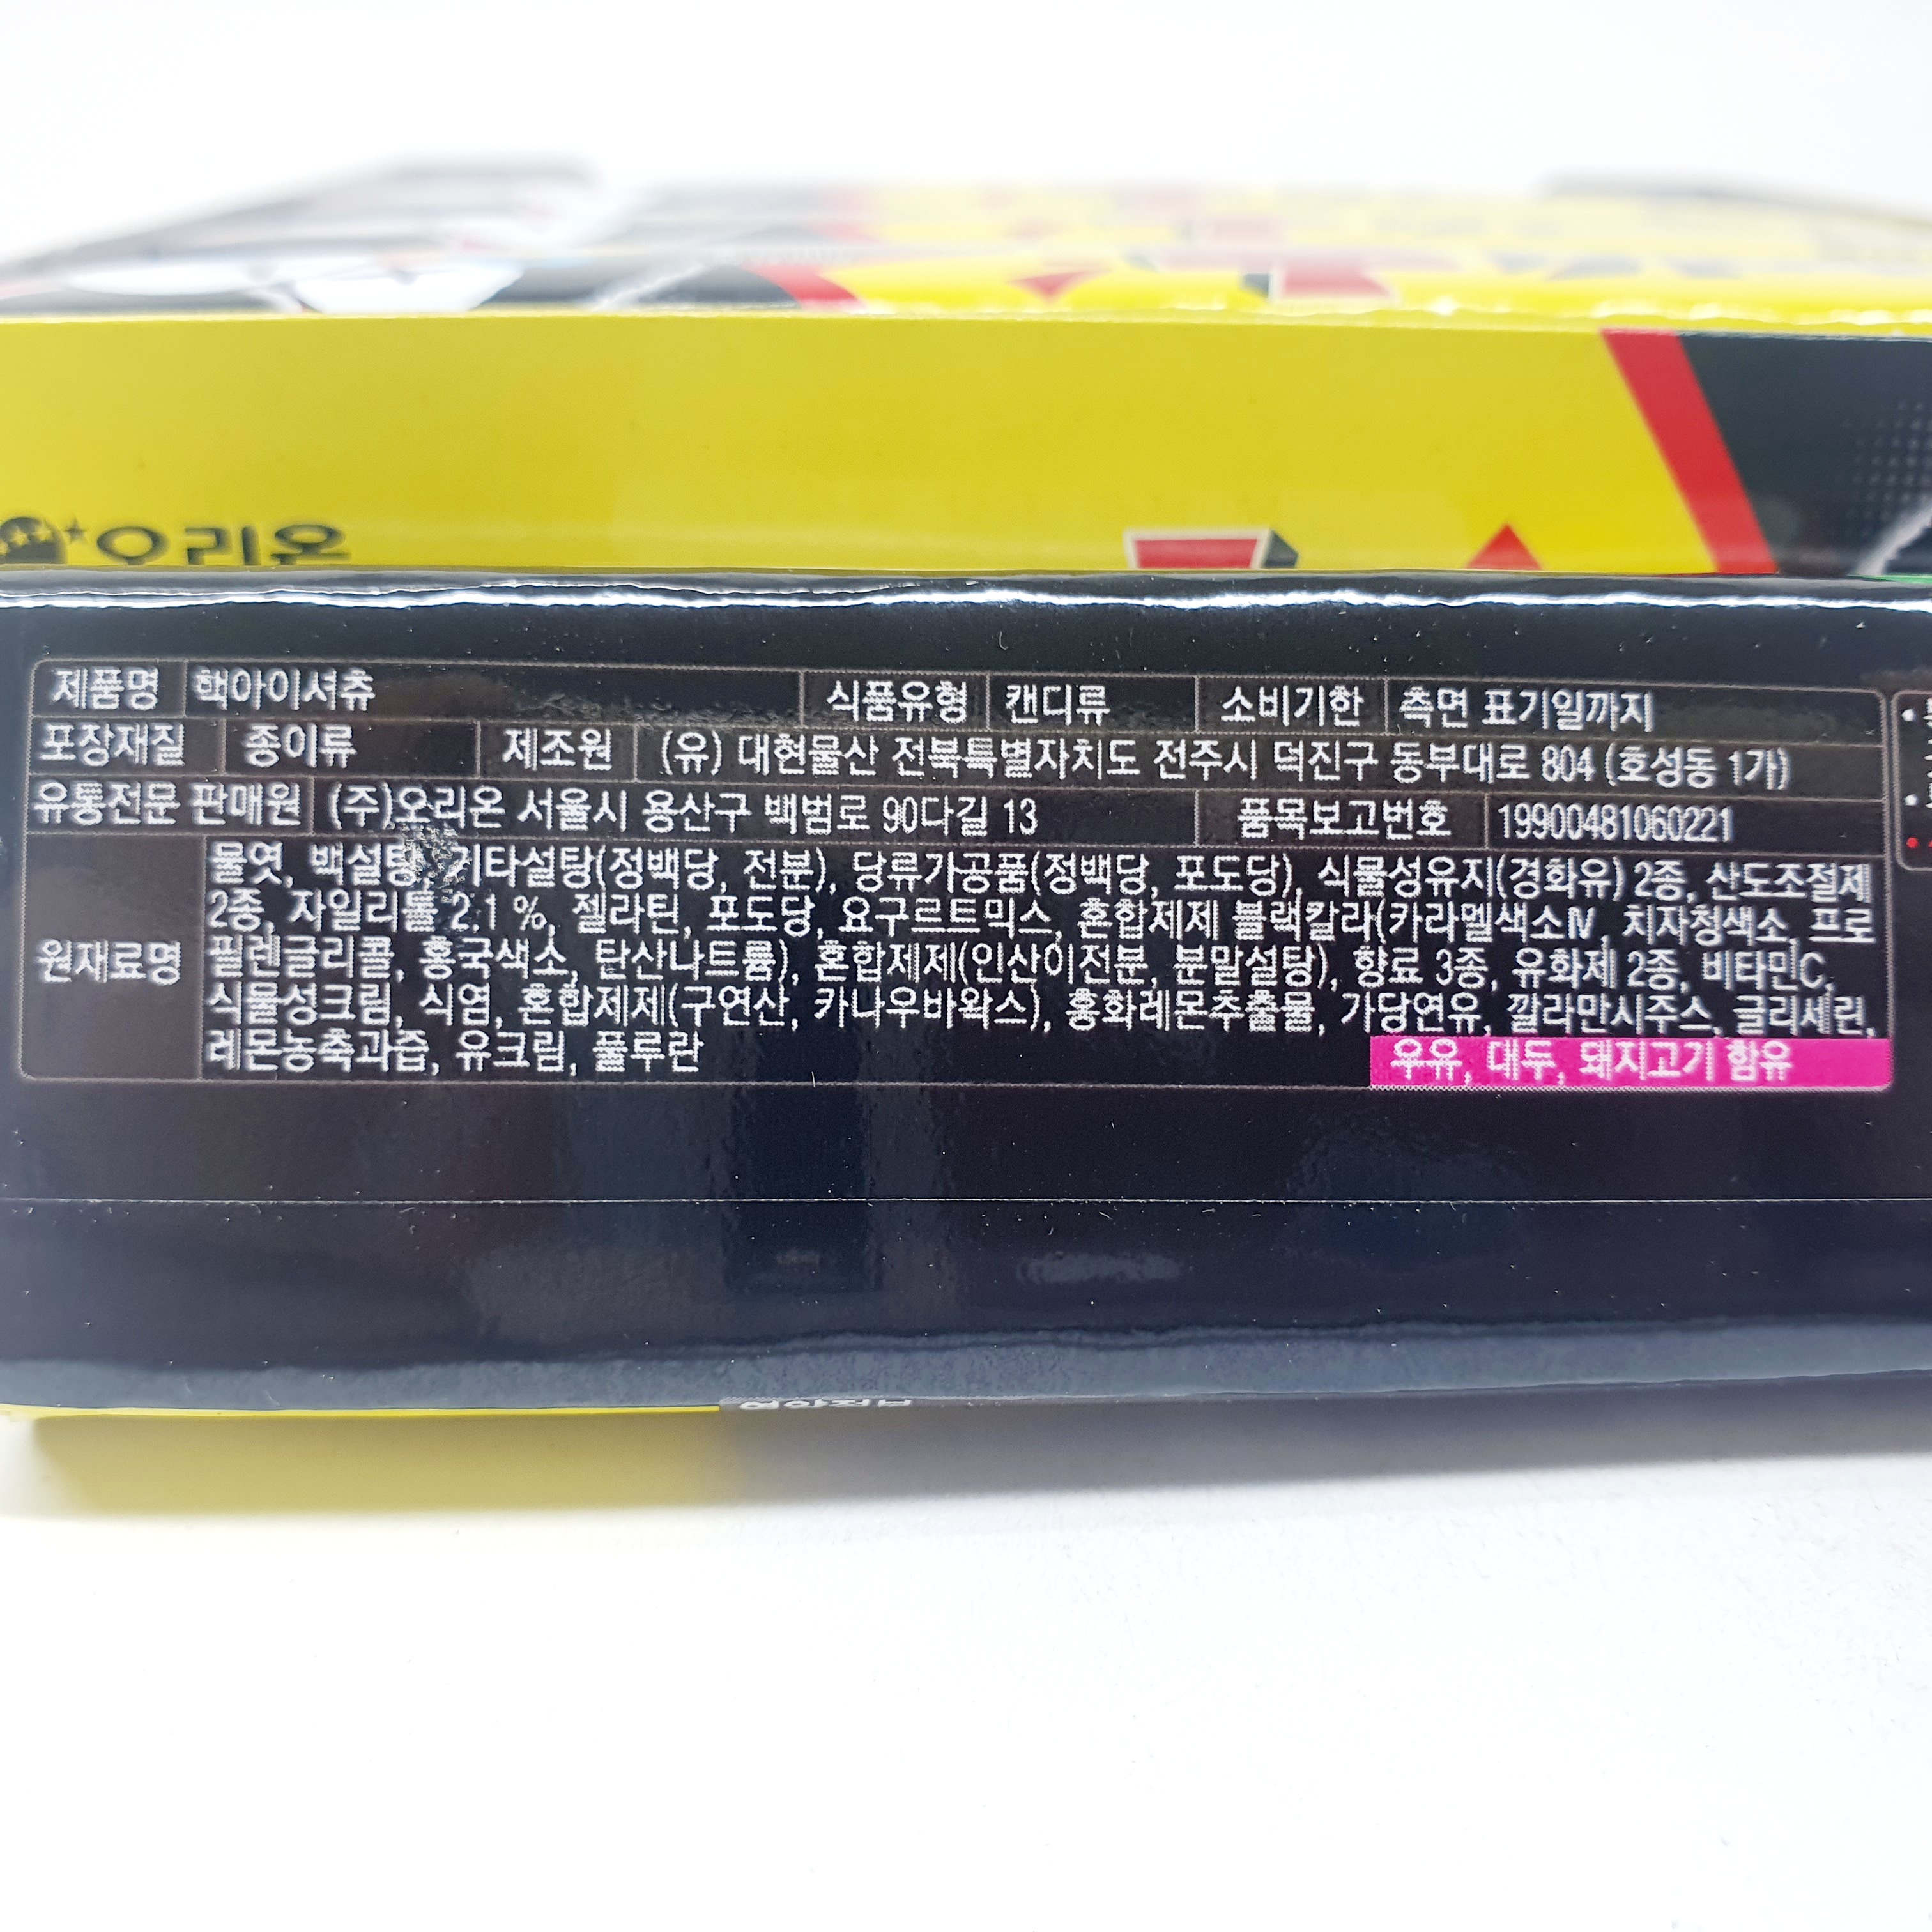 오리온
제품명 핵아이셔츄 식품유형 캔디류 소비기한 측면 표기일까지
포장재질 종이류 제조원 (유) 대현물산 전북특별자치도 전주시 덕진구 동부대로 804 (호성동 1가)
유통전문 판매원 (주)오리온 서울시 용산구 백범로 90다길 13 품목보고번호 19900481060221
물엿, 백설탕, 기타설탕(정백당, 전분), 당류가공품(정백당, 포도당), 식물성유지(경화유) 2종, 산도조절제
2종, 자일리톨 2.1 %, 젤라틴, 포도당, 요구르트믹스, 혼합제제 블랙칼라(카라멜색소Ⅳ, 치자청색소, 프로
원재료명 필렌글리콜, 홍국색소, 탄산나트륨), 혼합제제(인산이전분, 분말설탕), 향료 3종, 유화제 2종, 비타민C,
식물성크림, 식염, 혼합제제(구연산, 카나우바왁스), 홍화레몬추출물, 가당연유, 깔라만시주스, 글리세린,
레몬농축과즙, 유크림, 풀루란 우유, 대두, 돼지고기 함유